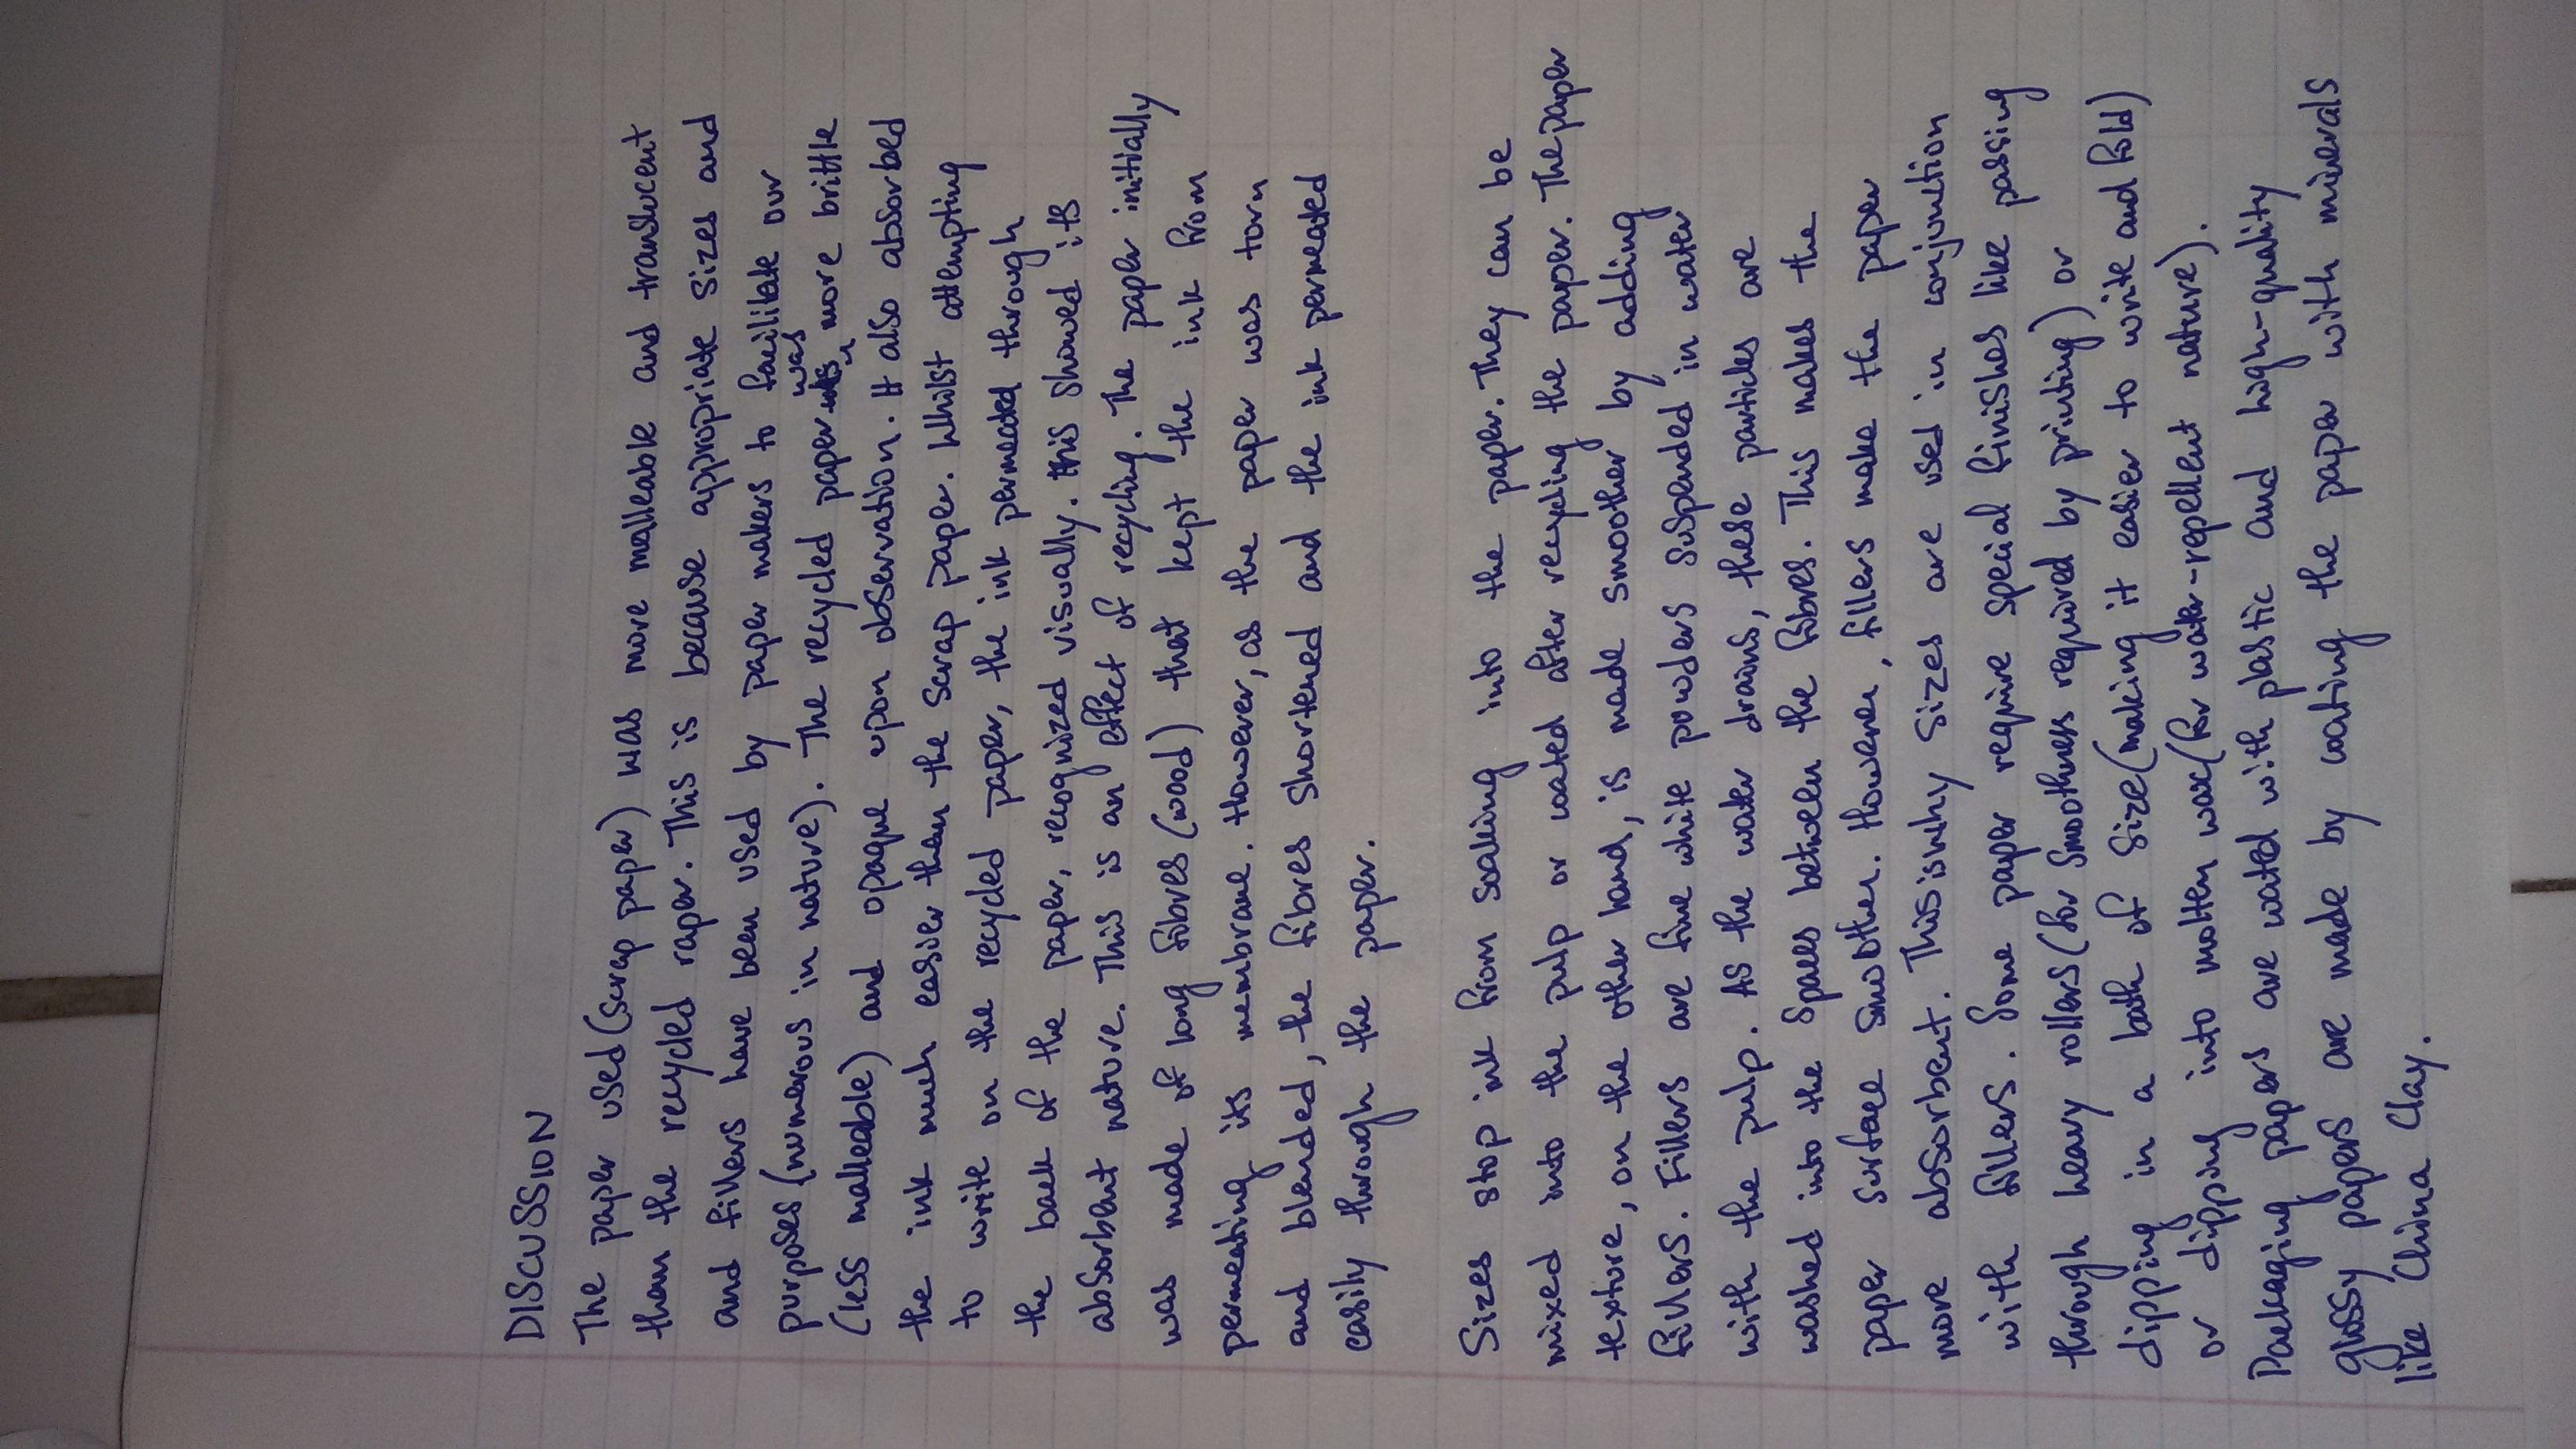 DISCUSSION
The paper used (scrap paper) was more malleable and translucent
than the recycled raper. This is because appropriate sizes and
and fillers have been used by paper makers to facilitate our
purposes (numerous in nature). The recycled paper was more brittle
(less malleable) and opaque upon observation. It also absorbed
the ink much easier than the scrap paper. Whilst attempting
to write on the recycled paper, the ink permeated through
the back of the paper, recognized visually. this showed its
absorbent nature. This is an effect of recycling. The paper initially
was made of long fibres (wood) that kept the ink from
permeating its membrane. However, as the paper was torn
and blended, the fibres shortened and the ink permeated
easily through the paper.
Sizes stop ink from soaking into the paper. They can be
mixed into the pulp or coated after recycling the paper. The paper
texture, on the other hand, is made smoother by adding
fillers. Fillers are fine white powders suspended in water
with the pulp. As the water drains, these particles are
washed into the spaces between the fibres. This makes the
paper surface smoother. However, fillers make the paper
more absorbent. This is why sizes are used in conjunction
with fillers. Some paper require special finishes like passing
through heavy rollers (for smoothness required by printing) or
dipping in a bath of size (making it easier to write and fold)
or dipping into molten wax (for water-repellent nature).
Packaging papers are coated with plastic and high-quality
glossy papers are made by coating the paper with minerals
like China Clay.